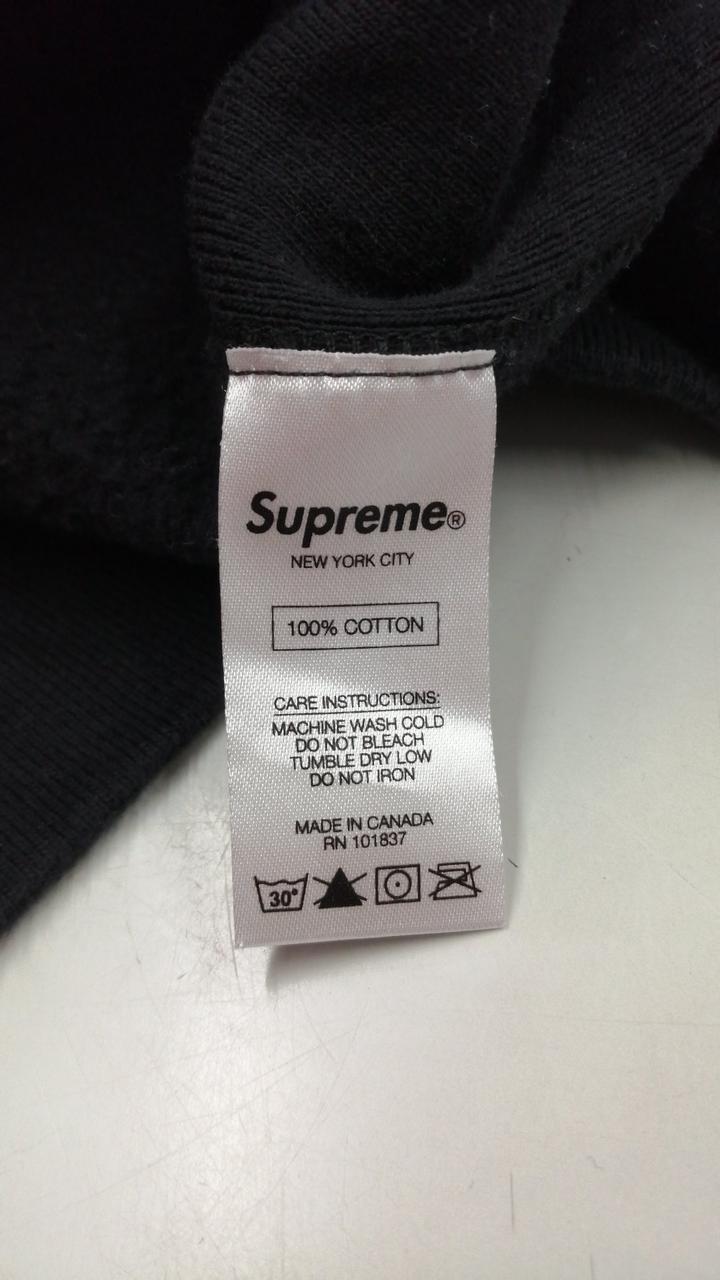 Supreme®
NEW YORK CITY
100% COTTON
CARE INSTRUCTIONS:
MACHINE WASH COLD
DO NOT BLEACH
TUMBLE DRY LOW
DO NOT IRON
MADE IN CANADA
RN 101837
30°